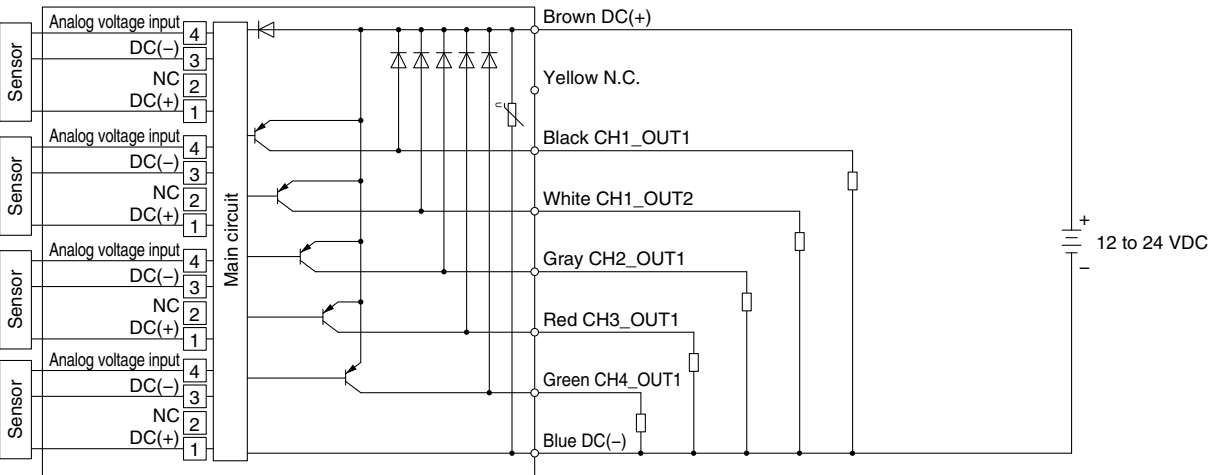 Sensor
Analog voltage input 4
DC(−) 3
NC 2
DC(+) 1
Sensor
Analog voltage input 4
DC(−) 3
NC 2
DC(+) 1
Sensor
Analog voltage input 4
DC(−) 3
NC 2
DC(+) 1
Sensor
Analog voltage input 4
DC(−) 3
NC 2
DC(+) 1
Main circuit
U
Brown DC(+)
Yellow N.C.
Black CH1_OUT1
White CH1_OUT2
Gray CH2_OUT1
Red CH3_OUT1
Green CH4_OUT1
Blue DC(−)
+
12 to 24 VDC
−